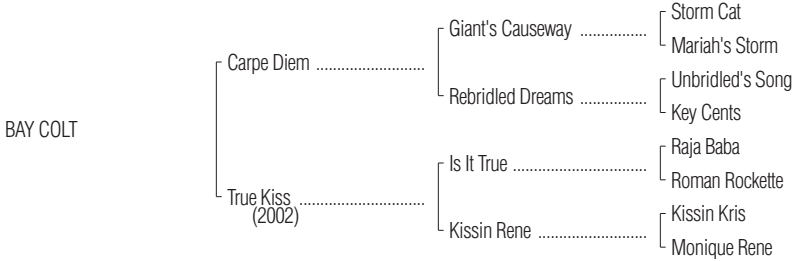 Storm Cat
Giant's Causeway ................
Mariah's Storm
Carpe Diem ..........................
Unbridled's Song
Rebridled Dreams ................
Key Cents
BAY COLT
Raja Baba
Is It True ................................
Roman Rockette
True Kiss ..............................
(2002)
Kissin Kris
Kissin Rene ..........................
Monique Rene